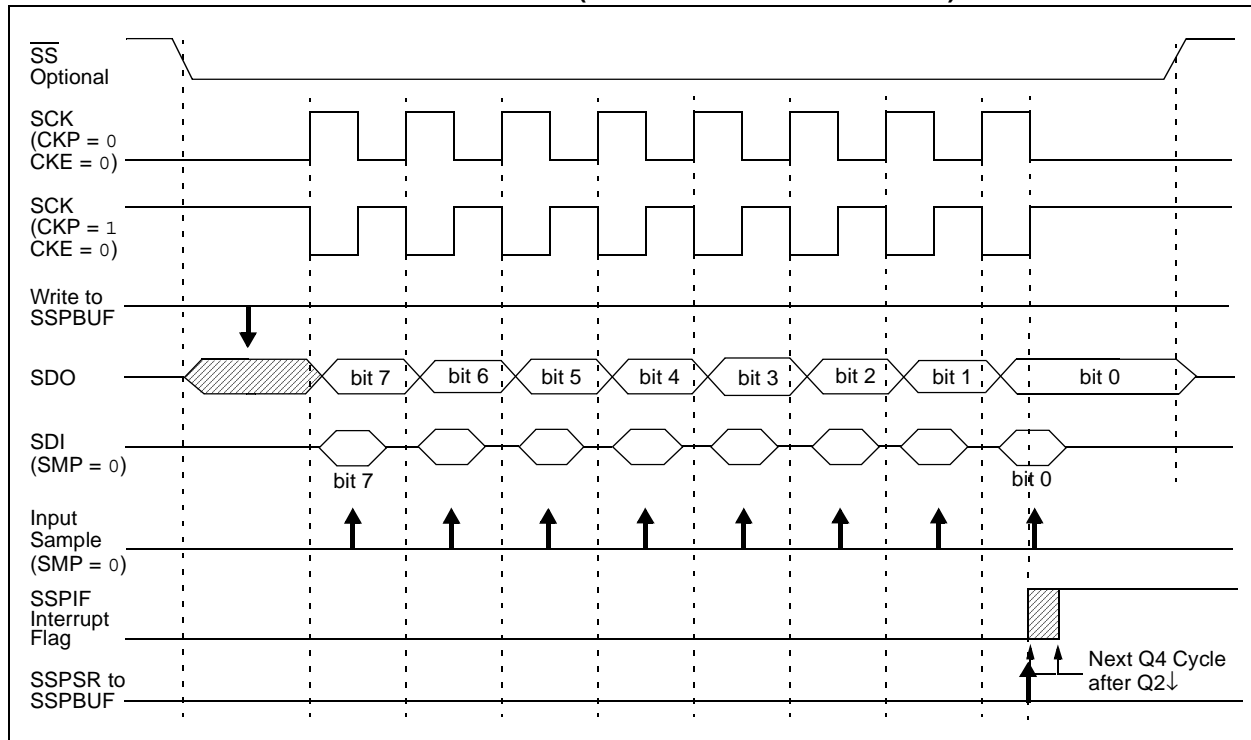 SS
Optional
SCK
(CKP = 0
CKE = 0)
SCK
(CKP = 1
CKE = 0)
Write to
SSPBUF
SDO
bit 7 bit 6 bit 5 bit 4 bit 3 bit 2 bit 1 bit 0
SDI
(SMP = 0)
bit 7 bit 0
Input
Sample
(SMP = 0)
SSPIF
Interrupt
Flag
Next Q4 Cycle
after Q2↓
SSPSR to
SSPBUF